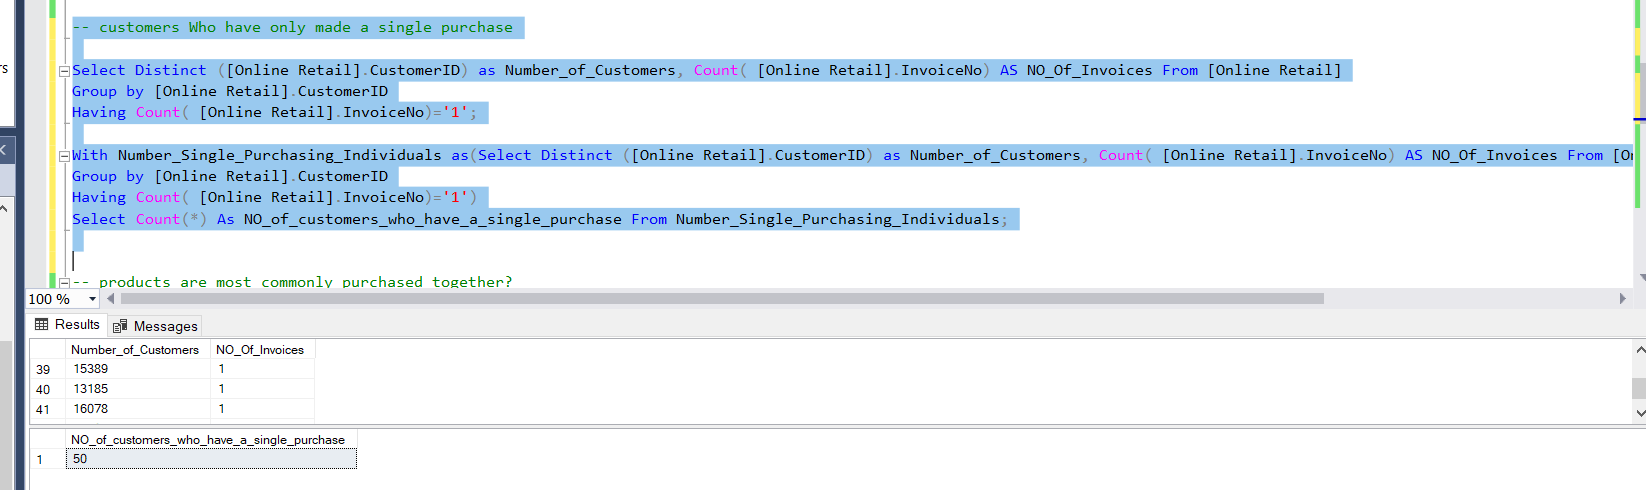 -- customers Who have only made a single purchase
rs
Select Distinct ([Online Retail].CustomerID) as Number_of_Customers, Count( [Online Retail].InvoiceNo) AS NO_Of_Invoices From [Online Retail]
Group by [Online Retail].CustomerID
Having Count( [Online Retail].InvoiceNo)='1';
With Number_Single_Purchasing_Individuals as(Select Distinct ([Online Retail].CustomerID) as Number_of_Customers, Count( [Online Retail].InvoiceNo) AS NO_Of_Invoices From [On
Group by [Online Retail].CustomerID
Having Count( [Online Retail].InvoiceNo)='1')
Select Count(*) As NO_of_customers_who_have_a_single_purchase From Number_Single_Purchasing_Individuals;
-- products are most commonly purchased together?
100 %
Results Messages
Number_of_Customers NO_Of_Invoices
39 15389 1
40 13185 1
41 16078 1
NO_of_customers_who_have_a_single_purchase
1 50